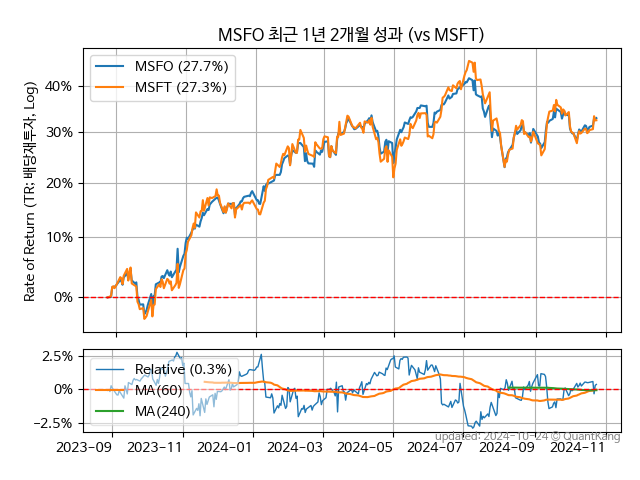 MSFO 최근 1년 2개월 성과 (vs MSFT)
MSFO (27.7%)
MSFT (27.3%)
Rate of Return (TR: 배당재투자, Log)
40%
30%
20%
10%
0%
2.5%
0%
−2.5%
Relative (0.3%)
MA(60)
MA(240)
2023-09
2023-11
2024-01
2024-03
2024-05
2024-07
2024-09
2024-11
updated: 2024-10-24 © QuantKang